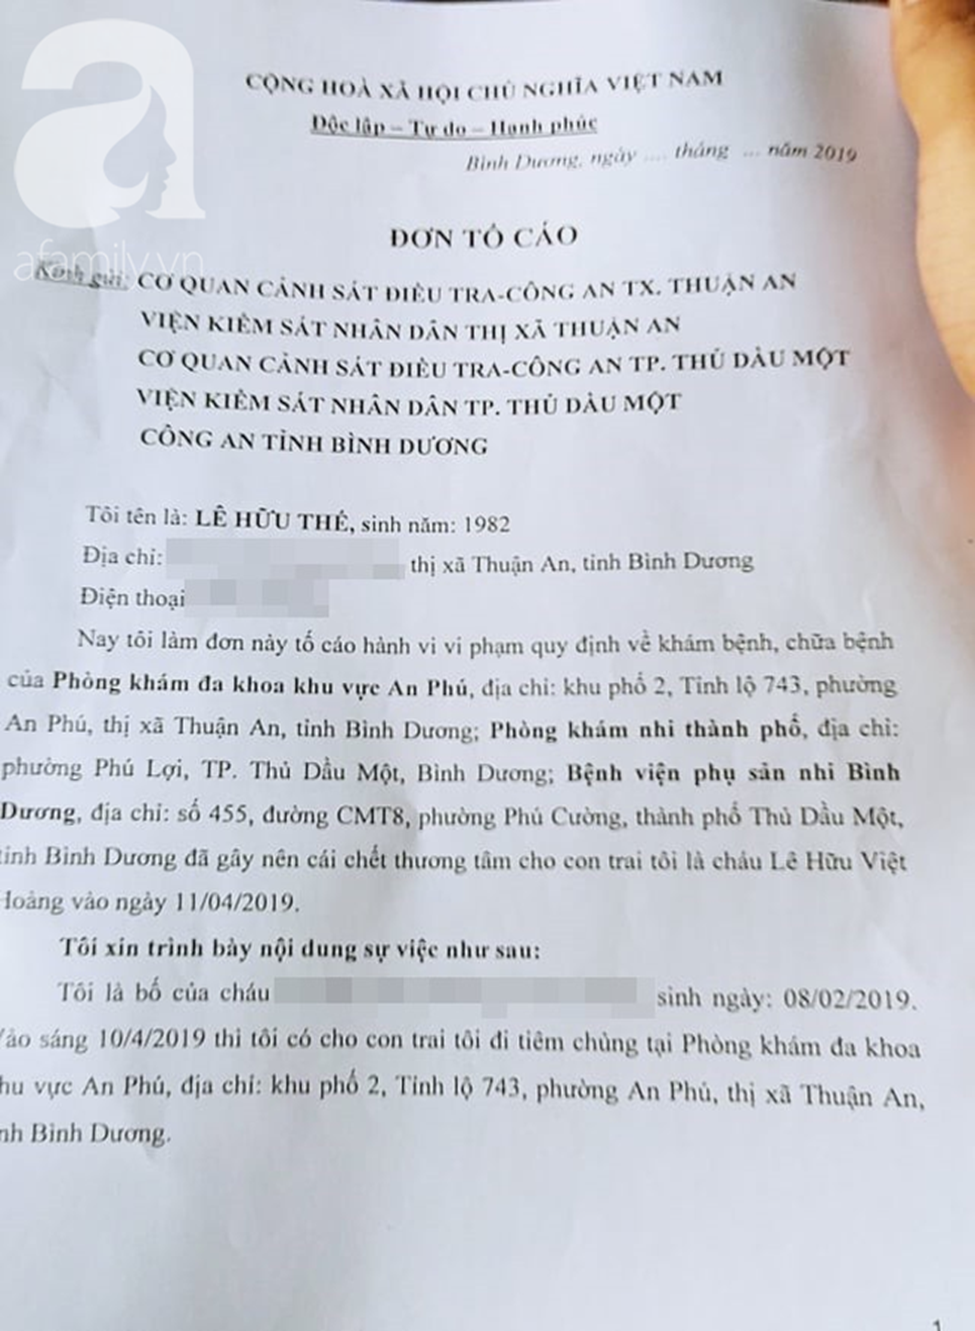 a
afamily.vn
CỘNG HOÀ XÃ HỘI CHỦ NGHĨA VIỆT NAM
Độc lập – Tự do – Hạnh phúc
Bình Dương, ngày .... tháng ... năm 2019
ĐƠN TỐ CÁO
Kính gửi: CƠ QUAN CẢNH SÁT ĐIỀU TRA-CÔNG AN TX. THUẬN AN
VIỆN KIỂM SÁT NHÂN DÂN THỊ XÃ THUẬN AN
CƠ QUAN CẢNH SÁT ĐIỀU TRA-CÔNG AN TP. THỦ DẦU MỘT
VIỆN KIỂM SÁT NHÂN DÂN TP. THỦ DẦU MỘT
CÔNG AN TỈNH BÌNH DƯƠNG
Tôi tên là: LÊ HỮU THẾ, sinh năm: 1982
Địa chỉ: thị xã Thuận An, tỉnh Bình Dương
Điện thoại
Nay tôi làm đơn này tố cáo hành vi vi phạm quy định về khám bệnh, chữa bệnh
của Phòng khám đa khoa khu vực An Phú, địa chỉ: khu phố 2, Tỉnh lộ 743, phường
An Phú, thị xã Thuận An, tỉnh Bình Dương; Phòng khám nhi thành phố, địa chỉ:
phường Phú Lợi, TP. Thủ Dầu Một, Bình Dương; Bệnh viện phụ sản nhi Bình
Dương, địa chỉ: số 455, đường CMT8, phường Phú Cường, thành phố Thủ Dầu Một,
tỉnh Bình Dương đã gây nên cái chết thương tâm cho con trai tôi là cháu Lê Hữu Việt
Hoàng vào ngày 11/04/2019.
Tôi xin trình bày nội dung sự việc như sau:
Tôi là bố của cháu sinh ngày: 08/02/2019.
Vào sáng 10/4/2019 thì tôi có cho con trai tôi đi tiêm chủng tại Phòng khám đa khoa
khu vực An Phú, địa chỉ: khu phố 2, Tỉnh lộ 743, phường An Phú, thị xã Thuận An,
nh Bình Dương.
1